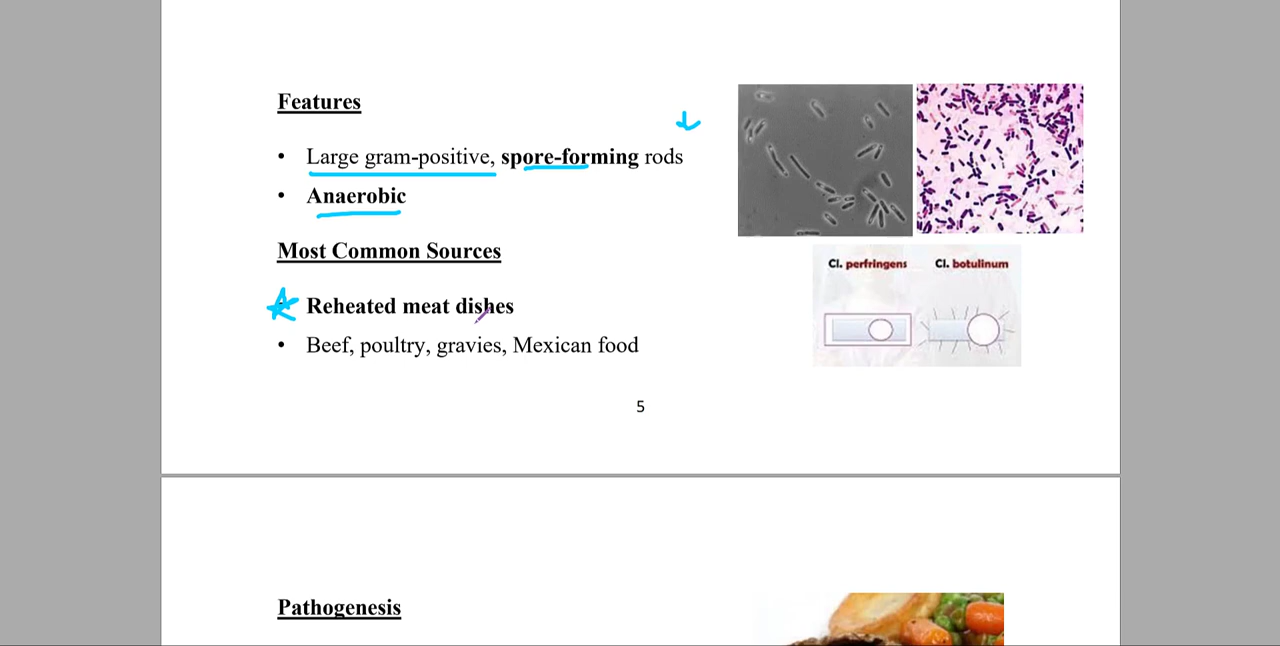 Features
• Large gram-positive, spore-forming rods
• Anaerobic
Most Common Sources
Reheated meat dishes
• Beef, poultry, gravies, Mexican food
Cl. perfringens
Cl. botulinum
5
Pathogenesis